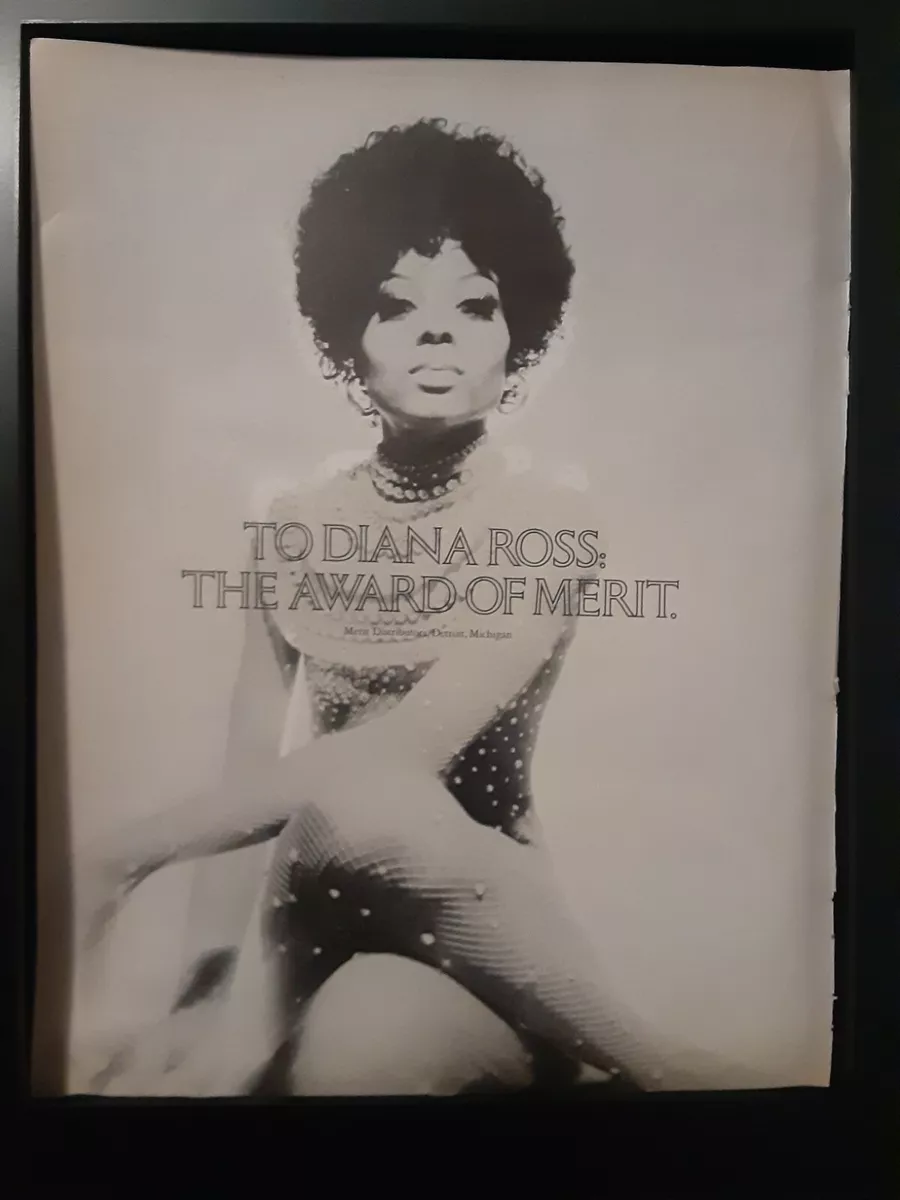 TO DIANA ROSS:
THE AWARD OF MERIT.
Merit Distributors, Detroit, Michigan